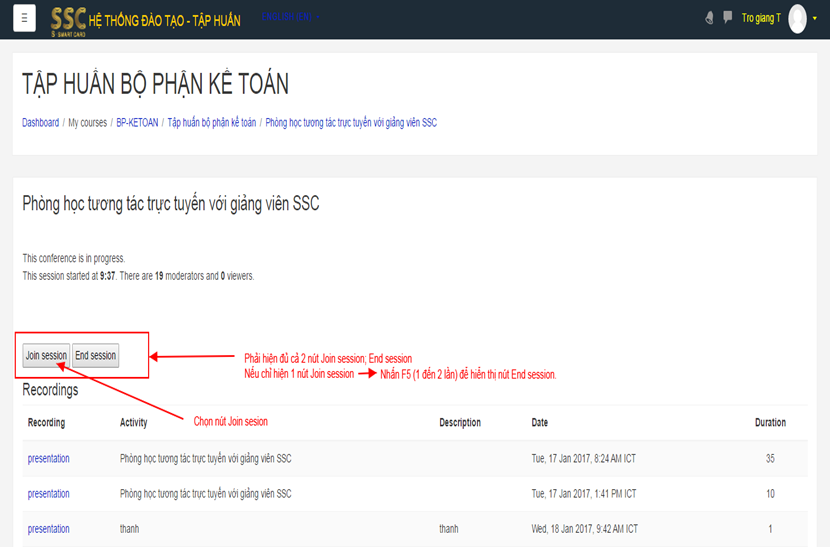 SSC HỆ THỐNG ĐÀO TẠO - TẬP HUẤN
S SMART CARD
Tro giang T
TẬP HUẤN BỘ PHẬN KẾ TOÁN
Dashboard / My courses / BP-KETOAN / Tập huấn bộ phận kế toán / Phòng học tương tác trực tuyến với giảng viên SSC
Phòng học tương tác trực tuyến với giảng viên SSC
This conference is in progress.
This session started at 9:37. There are 19 moderators and 0 viewers.
Join session End session
Phải hiện đủ cả 2 nút Join session; End session
Nếu chỉ hiện 1 nút Join session Nhấn F5 (1 đến 2 lần) để hiển thị nút End session.
Recordings
Chọn nút Join sesion
Recording Activity Description Date Duration
presentation Phòng học tương tác trực tuyến với giảng viên SSC Tue, 17 Jan 2017, 8:24 AM ICT 35
presentation Phòng học tương tác trực tuyến với giảng viên SSC Tue, 17 Jan 2017, 1:41 PM ICT 10
presentation thanh thanh Wed, 18 Jan 2017, 9:42 AM ICT 1